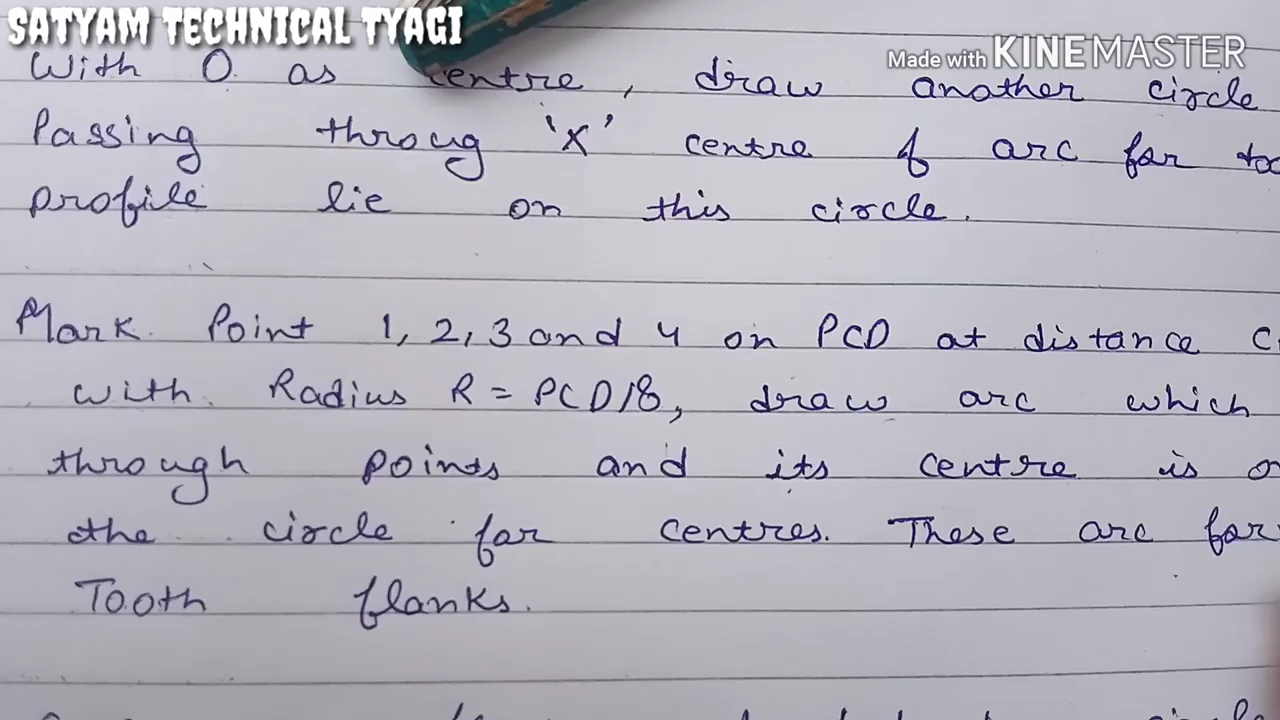 SATYAM TECHNICAL TYAGI
Made with KINEMASTER
With O as centre, draw another circle
Passing throug 'X' centre of arc for too
profile lie on this circle.
Mark Point 1, 2, 3 and 4 on PCD at distance C
with Radius R = PCD/8, draw arc which
through points and its centre is o
the circle for centres. These arc for
Tooth flanks.